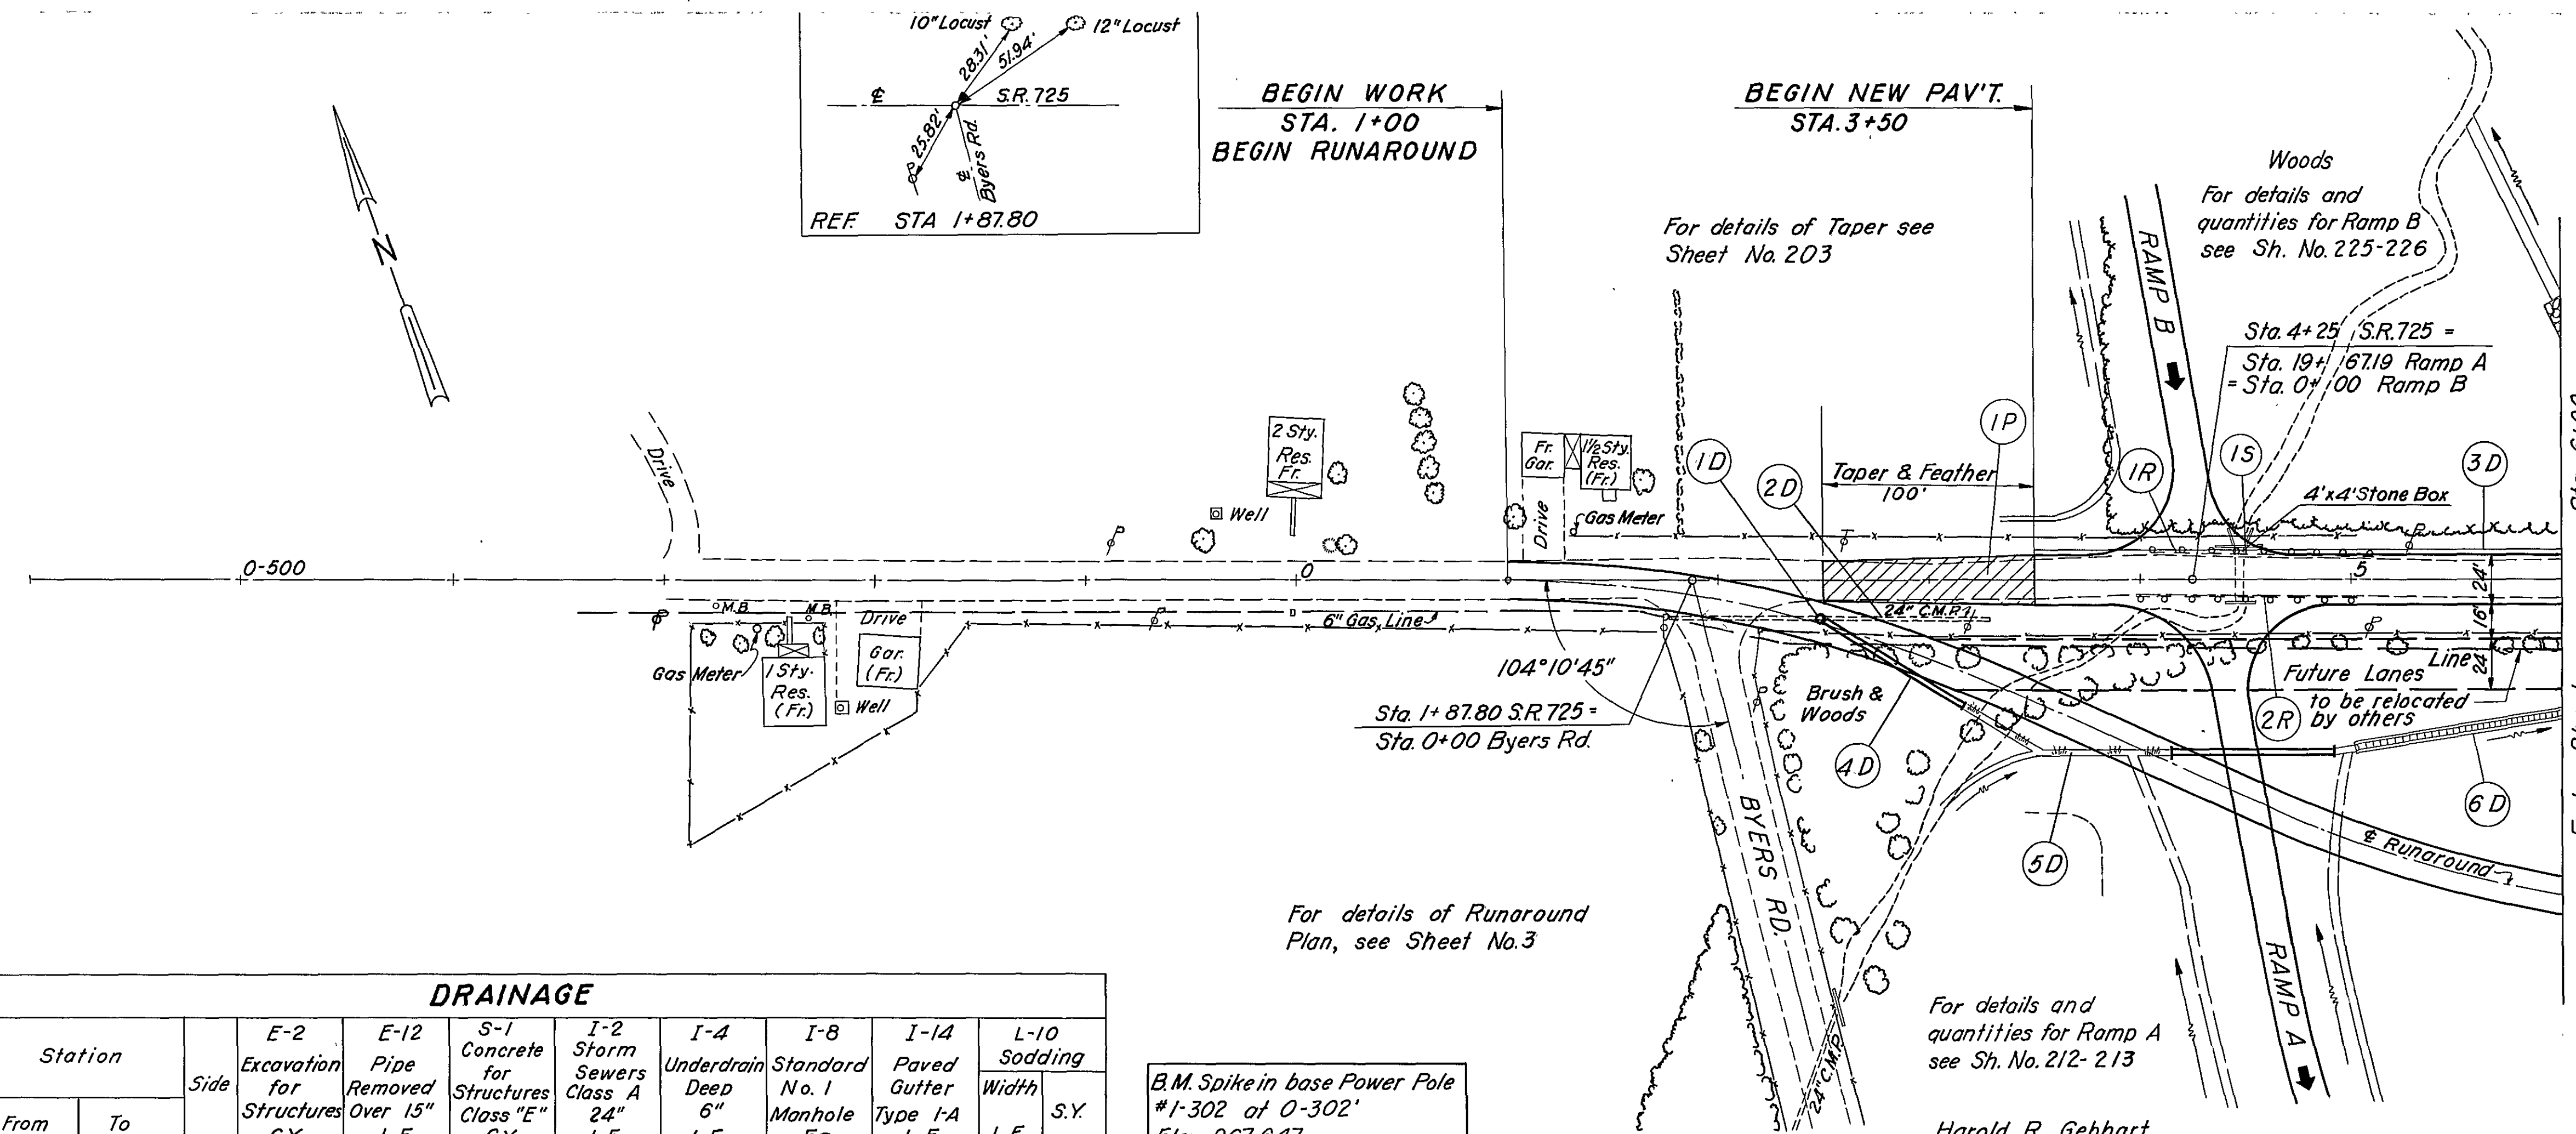 10" Locust
12" Locust
28.31'
51.94'
℄
S.R. 725
25.82'
℄
Byers Rd.
REF. STA 1+87.80
BEGIN WORK
STA. 1+00
BEGIN RUNAROUND
BEGIN NEW PAV'T.
STA. 3+50
N
For details of Taper see
Sheet No. 203
Woods
For details and
quantities for Ramp B
see Sh. No. 225-226
RAMP B
Sta. 4+25 S.R. 725 =
Sta. 19+67.19 Ramp A
= Sta. 0+00 Ramp B
Drive
2 Sty.
Res.
Fr.
Well
Fr.
Gar.
1½ Sty.
Res.
(Fr.)
Drive
Gas Meter
1D
2D
Taper & Feather
100'
1P
1R
1S
3D
4'x4' Stone Box
0-500
0
5
24'
16'
24'
M.B.
M.B.
Drive
Gas Meter
1 Sty.
Res.
(Fr.)
Gar.
(Fr.)
Well
6" Gas Line
24" C.M.P.
104°10'45"
Sta. 1+87.80 S.R. 725 =
Sta. 0+00 Byers Rd.
Brush &
Woods
4D
Line
Future Lanes
to be relocated
by others
2R
5D
6D
BYERS RD.
℄ Runaround
RAMP A
24" C.M.P.
For details of Runaround
Plan, see Sheet No. 3
For details and
quantities for Ramp A
see Sh. No. 212-213
Harold R. Gebhart
DRAINAGE
Station
From
To
Side
E-2
Excavation
for
Structures
C.Y.
E-12
Pipe
Removed
Over 15"
L.F.
S-1
Concrete
for
Structures
Class "E"
C.Y.
I-2
Storm
Sewers
Class A
24"
L.F.
I-4
Underdrain
Deep
6"
L.F.
I-8
Standard
No. 1
Manhole
Ea.
I-14
Paved
Gutter
Type 1-A
L.F.
L-10
Sodding
Width
L.F.
S.Y.
B.M. Spike in base Power Pole
#1-302 at 0-302'